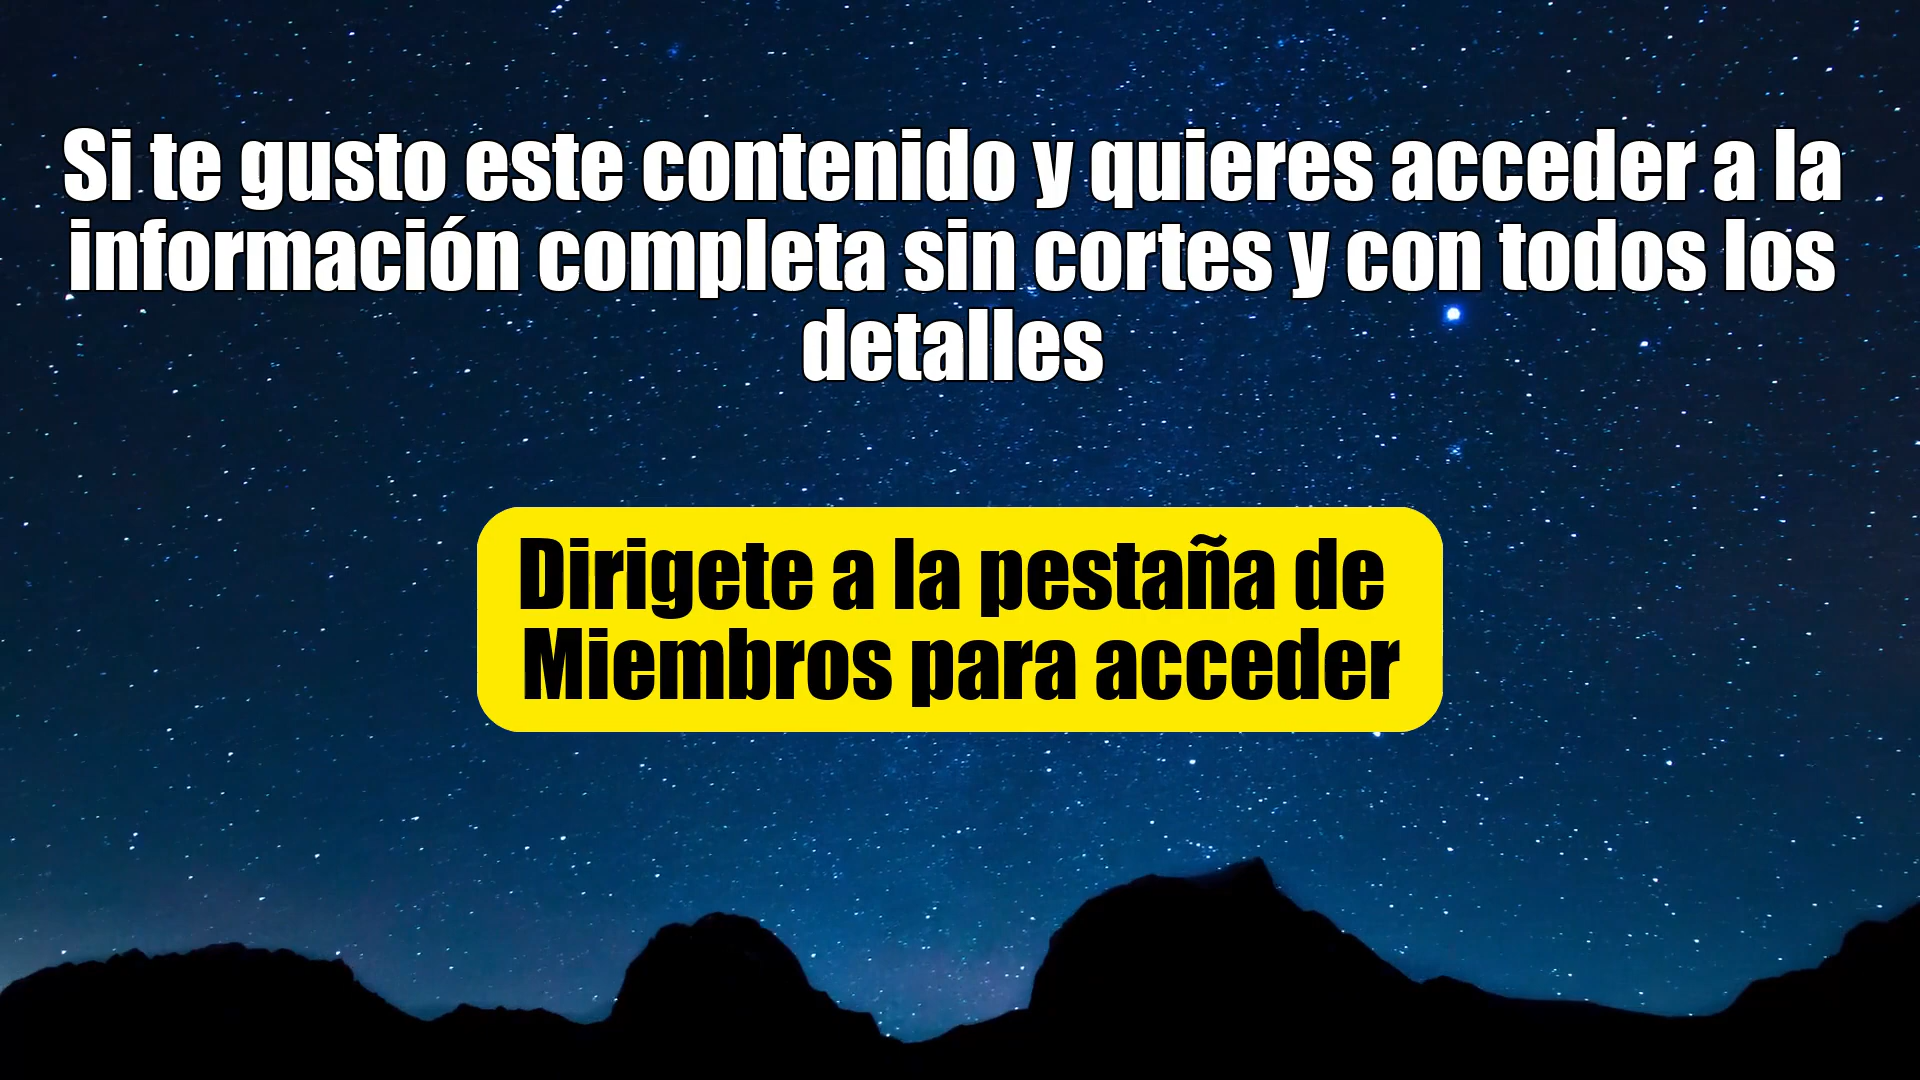 Si te gusto este contenido y quieres acceder a la
información completa sin cortes y con todos los
detalles
Dirigete a la pestaña de
Miembros para acceder